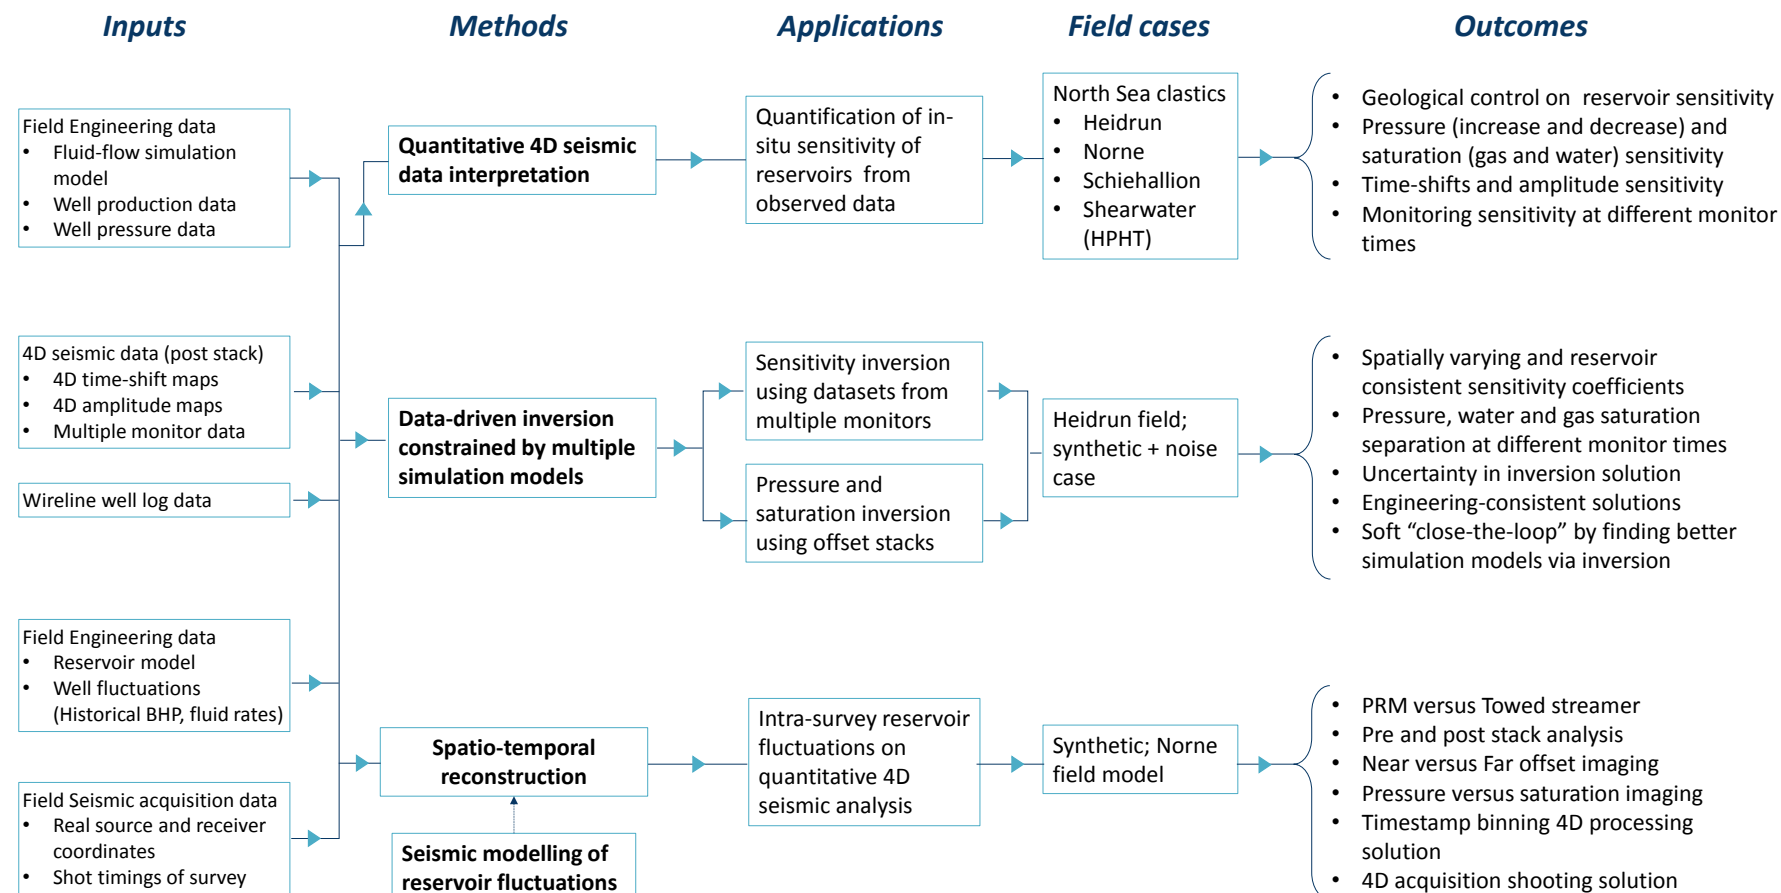 Inputs
Methods
Applications
Field cases
Outcomes
Field Engineering data
• Fluid-flow simulation
model
• Well production data
• Well pressure data
Quantitative 4D seismic
data interpretation
Quantification of in-
situ sensitivity of
reservoirs from
observed data
North Sea clastics
• Heidrun
• Norne
• Schiehallion
• Shearwater
(HPHT)
• Geological control on reservoir sensitivity
• Pressure (increase and decrease) and
saturation (gas and water) sensitivity
• Time-shifts and amplitude sensitivity
• Monitoring sensitivity at different monitor
times
4D seismic data (post stack)
• 4D time-shift maps
• 4D amplitude maps
• Multiple monitor data
Wireline well log data
Data-driven inversion
constrained by multiple
simulation models
Sensitivity inversion
using datasets from
multiple monitors
Pressure and
saturation inversion
using offset stacks
Heidrun field;
synthetic + noise
case
• Spatially varying and reservoir
consistent sensitivity coefficients
• Pressure, water and gas saturation
separation at different monitor times
• Uncertainty in inversion solution
• Engineering-consistent solutions
• Soft “close-the-loop” by finding better
simulation models via inversion
Field Engineering data
• Reservoir model
• Well fluctuations
(Historical BHP, fluid rates)
Field Seismic acquisition data
• Real source and receiver
coordinates
• Shot timings of survey
Spatio-temporal
reconstruction
Seismic modelling of
reservoir fluctuations
Intra-survey reservoir
fluctuations on
quantitative 4D
seismic analysis
Synthetic; Norne
field model
• PRM versus Towed streamer
• Pre and post stack analysis
• Near versus Far offset imaging
• Pressure versus saturation imaging
• Timestamp binning 4D processing
solution
• 4D acquisition shooting solution